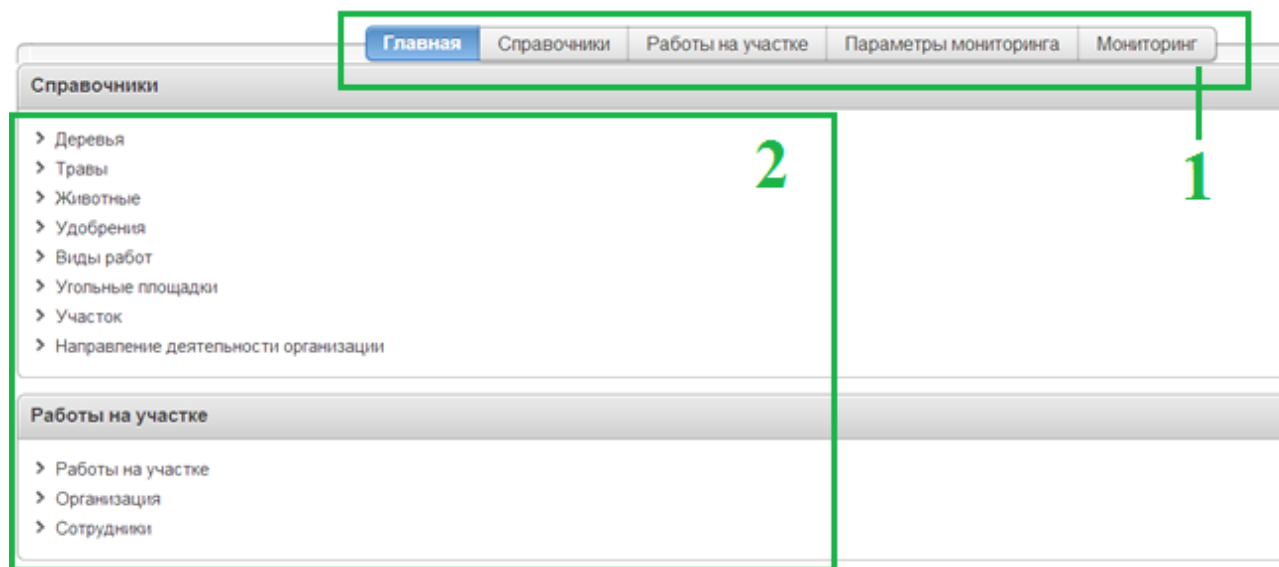 Главная Справочники Работы на участке Параметры мониторинга Мониторинг
Справочники
Деревья
Травы
Животные
Удобрения
Виды работ
Угольные площадки
Участок
Направление деятельности организации
2
1
Работы на участке
Работы на участке
Организация
Сотрудники